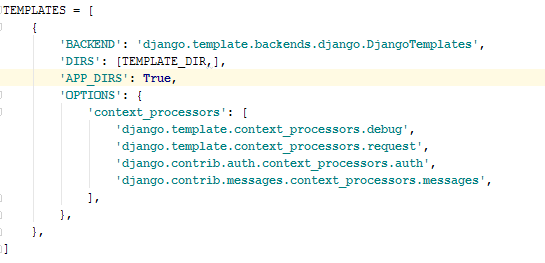 TEMPLATES = [
    {
        'BACKEND': 'django.template.backends.django.DjangoTemplates',
        'DIRS': [TEMPLATE_DIR,],
        'APP_DIRS': True,
        'OPTIONS': {
            'context_processors': [
                'django.template.context_processors.debug',
                'django.template.context_processors.request',
                'django.contrib.auth.context_processors.auth',
                'django.contrib.messages.context_processors.messages',
            ],
        },
    },
]